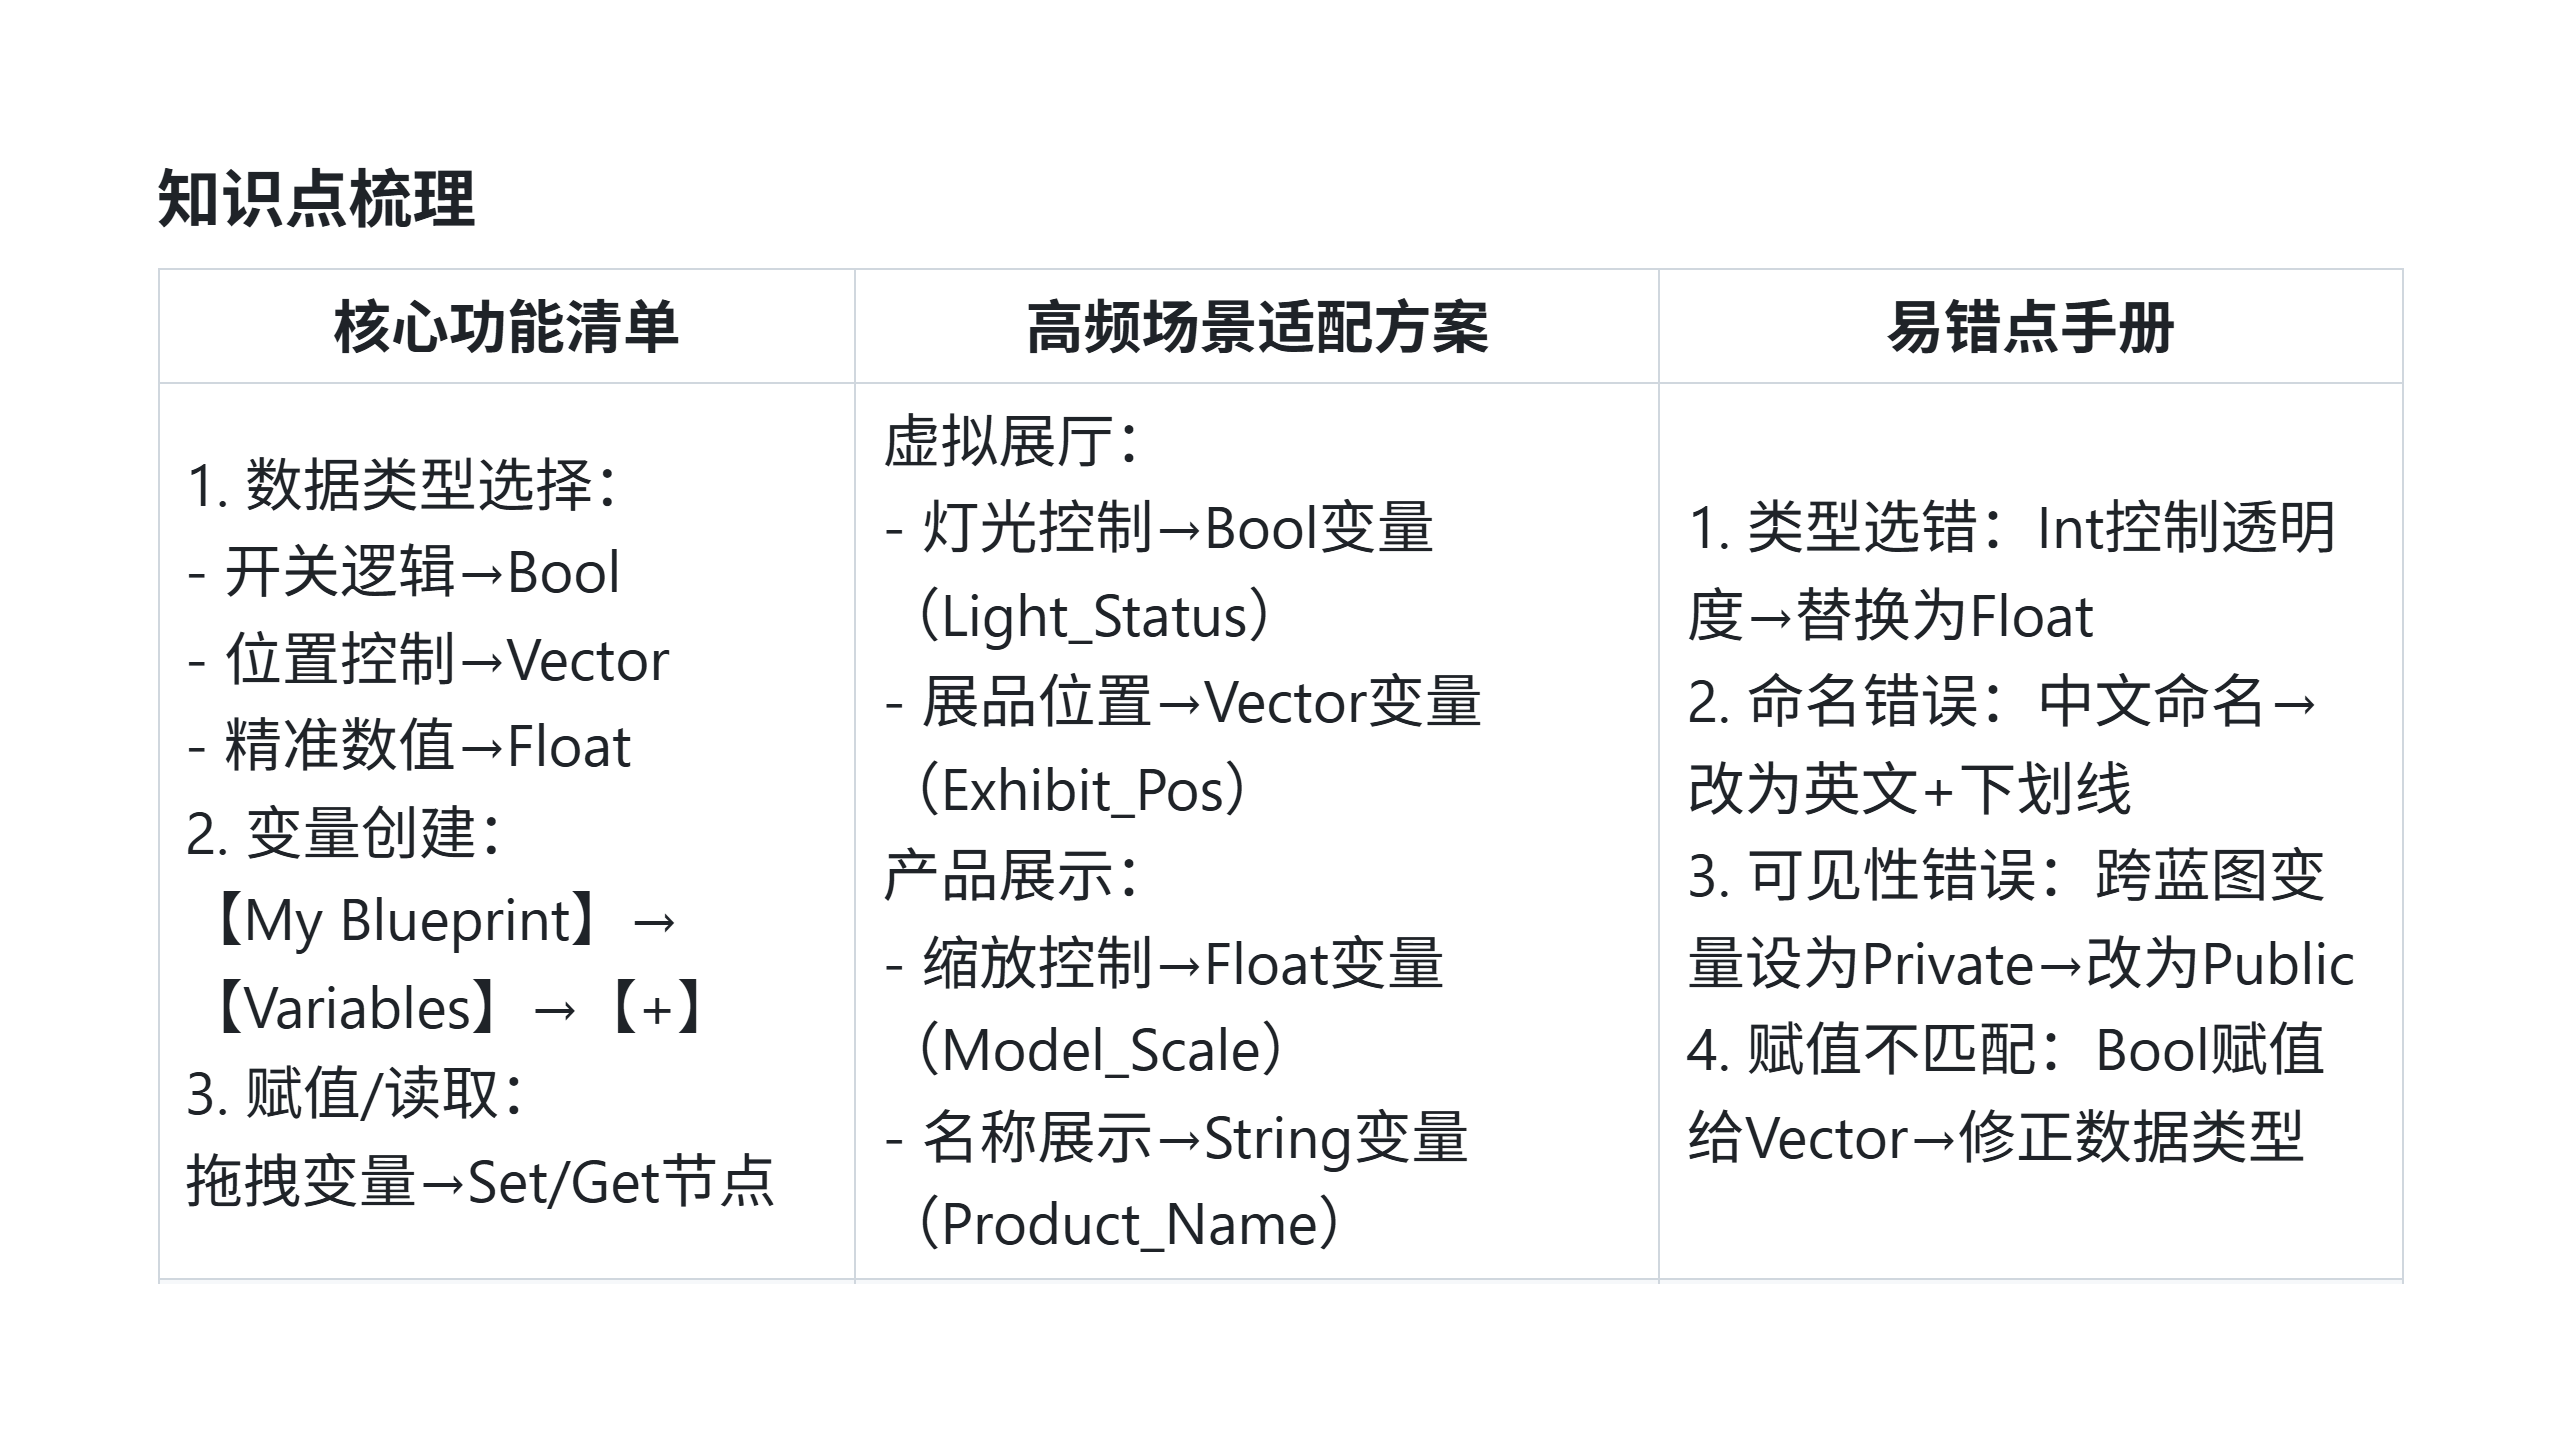 知识点梳理
核心功能清单
高频场景适配方案
易错点手册
1. 数据类型选择：
- 开关逻辑→Bool
- 位置控制→Vector
- 精准数值→Float
2. 变量创建：
【My Blueprint】→
【Variables】→【+】
3. 赋值/读取：
拖拽变量→Set/Get节点
虚拟展厅：
- 灯光控制→Bool变量
（Light_Status）
- 展品位置→Vector变量
（Exhibit_Pos）
产品展示：
- 缩放控制→Float变量
（Model_Scale）
- 名称展示→String变量
（Product_Name）
1. 类型选错：Int控制透明
度→替换为Float
2. 命名错误：中文命名→
改为英文+下划线
3. 可见性错误：跨蓝图变
量设为Private→改为Public
4. 赋值不匹配：Bool赋值
给Vector→修正数据类型